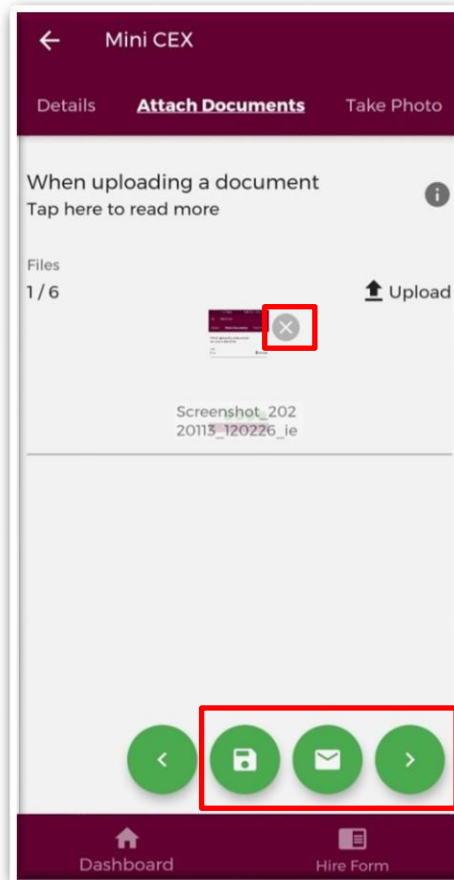 Mini CEX
Details Attach Documents Take Photo
When uploading a document
Tap here to read more
Files
1 / 6 Upload
Screenshot_202
20113_120226_ie
Dashboard Hire Form